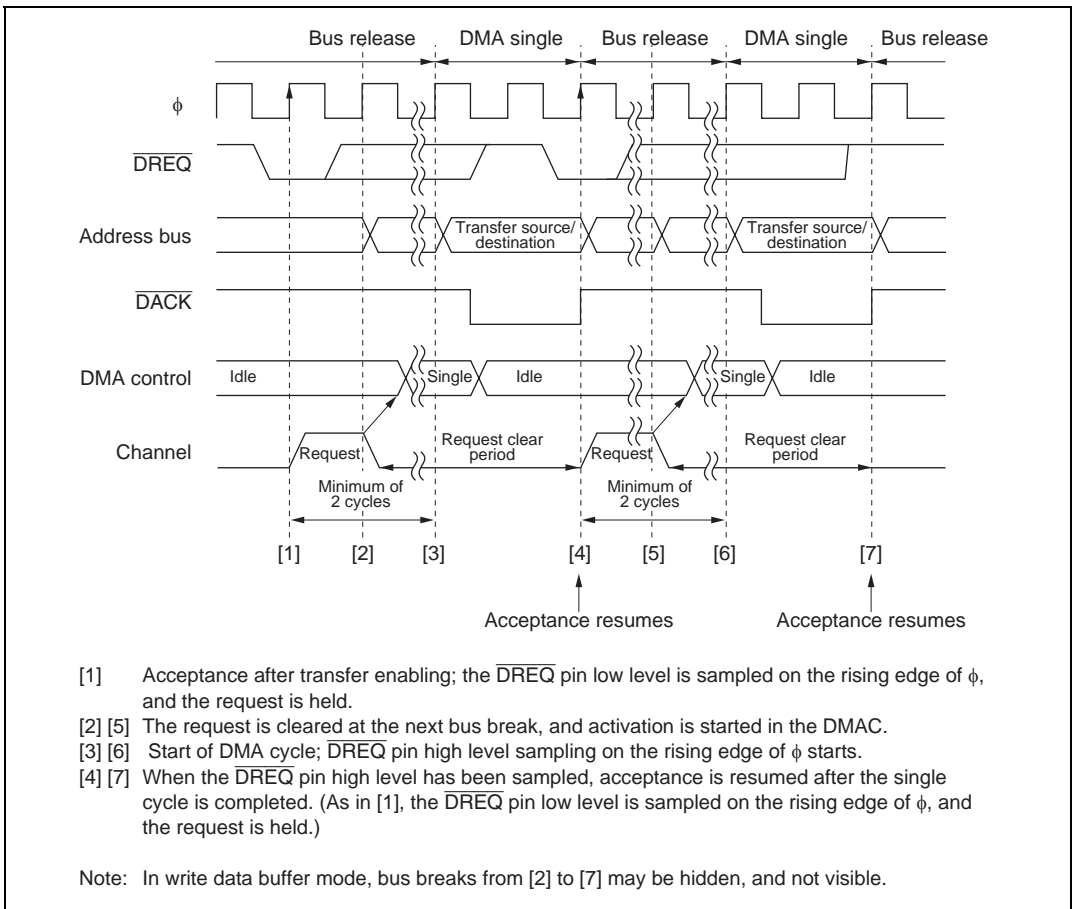 Bus release DMA single Bus release DMA single Bus release
φ
DREQ
Address bus
Transfer source/
destination
Transfer source/
destination
DACK
DMA control
Idle Single Idle Single Idle
Channel
Request
Request clear
period
Request
Request clear
period
Minimum of
2 cycles
Minimum of
2 cycles
[1] [2] [3] [4] [5] [6] [7]
Acceptance resumes Acceptance resumes
[1] Acceptance after transfer enabling; the DREQ pin low level is sampled on the rising edge of φ,
and the request is held.
[2] [5] The request is cleared at the next bus break, and activation is started in the DMAC.
[3] [6] Start of DMA cycle; DREQ pin high level sampling on the rising edge of φ starts.
[4] [7] When the DREQ pin high level has been sampled, acceptance is resumed after the single
cycle is completed. (As in [1], the DREQ pin low level is sampled on the rising edge of φ, and
the request is held.)
Note: In write data buffer mode, bus breaks from [2] to [7] may be hidden, and not visible.